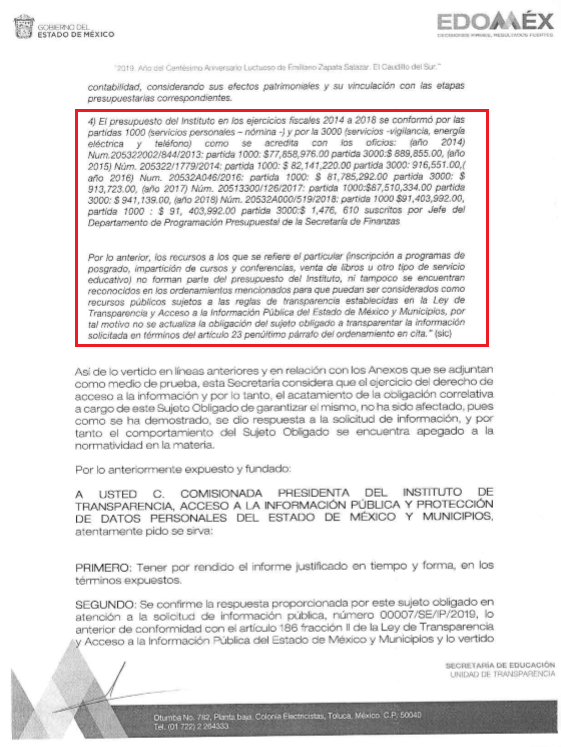 GOBIERNO DEL
ESTADO DE MÉXICO
EDOMÉX
DECISIONES FIRMES, RESULTADOS FUERTES.
"2019. Año del Centésimo Aniversario Luctuoso de Emiliano Zapata Salazar. El Caudillo del Sur."
contabilidad, considerando sus efectos patrimoniales y su vinculación con las etapas
presupuestarias correspondientes.
4) El presupuesto del Instituto en los ejercicios fiscales 2014 a 2018 se conformó por las
partidas 1000 (servicios personales – nómina -) y por la 3000 (servicios -vigilancia, energía
eléctrica y teléfono) como se acredita con los oficios: (año 2014)
Num.205322002/844/2013: partida 1000:$77,858,976.00 partida 3000:$ 889,855.00, (año
2015) Núm. 205322/1779/2014: partida 1000: $ 82,141,220.00 partida 3000: 916,551.00./
año 2016) Num. 20532A046/2016: partida 1000: $ 81,785,292.00 partida 3000: $
913,723.00, (año 2017) Núm. 20513300/126/2017: partida 1000:$87,510,334.00 partida
3000: $ 941,139.00, (año 2018) Núm. 20532A000/519/2018: partida 1000 $91,403,992.00,
partida 1000 : $ 91, 403,992.00 partida 3000:$ 1,476, 610 suscritos por Jefe del
Departamento de Programación Presupuestal de la Secretaría de Finanzas
Por lo anterior, los recursos a los que se refiere el particular (inscripción a programas de
posgrado, impartición de cursos y conferencias, venta de libros u otro tipo de servicio
educativo) no forman parte del presupuesto del Instituto, ni tampoco se encuentran
reconocidos en los ordenamientos mencionados para que puedan ser considerados como
recursos públicos sujetos a las reglas de transparencia establecidas en la Ley de
Transparencia y Acceso a la Información Pública del Estado de México y Municipios, por
tal motivo no se actualiza la obligación del sujeto obligado a transparentar la información
solicitada en términos del artículo 23 penúltimo párrafo del ordenamiento en cita." (sic)
Así de lo vertido en líneas anteriores y en relación con los Anexos que se adjuntan
como medio de prueba, esta Secretaría considera que el ejercicio del derecho de
acceso a la información y por lo tanto, el acatamiento de la obligación correlativa
a cargo de este Sujeto Obligado de garantizar el mismo, no ha sido afectado, pues
como se ha demostrado, se dio respuesta a la solicitud de información, y por
tanto el comportamiento del Sujeto Obligado se encuentra apegado a la
normatividad en la materia.
Por lo anteriormente expuesto y fundado:
A USTED C. COMISIONADA PRESIDENTA DEL INSTITUTO DE
TRANSPARENCIA, ACCESO A LA INFORMACIÓN PÚBLICA Y PROTECCIÓN
DE DATOS PERSONALES DEL ESTADO DE MÉXICO Y MUNICIPIOS,
atentamente pido se sirva:
PRIMERO: Tener por rendido el informe justificado en tiempo y forma, en los
términos expuestos.
SEGUNDO: Se confirme la respuesta proporcionada por este sujeto obligado en
atención a la solicitud de información pública, número 00007/SE/IP/2019, lo
anterior de conformidad con el artículo 186 fracción II de la Ley de Transparencia
y Acceso a la Información Pública del Estado de México y Municipios y lo vertido
SECRETARÍA DE EDUCACIÓN
UNIDAD DE TRANSPARENCIA
Otumba No. 782, Planta baja, Colonia Electricistas, Toluca, México. C.P. 50040
Tel. (01 722) 2 264333